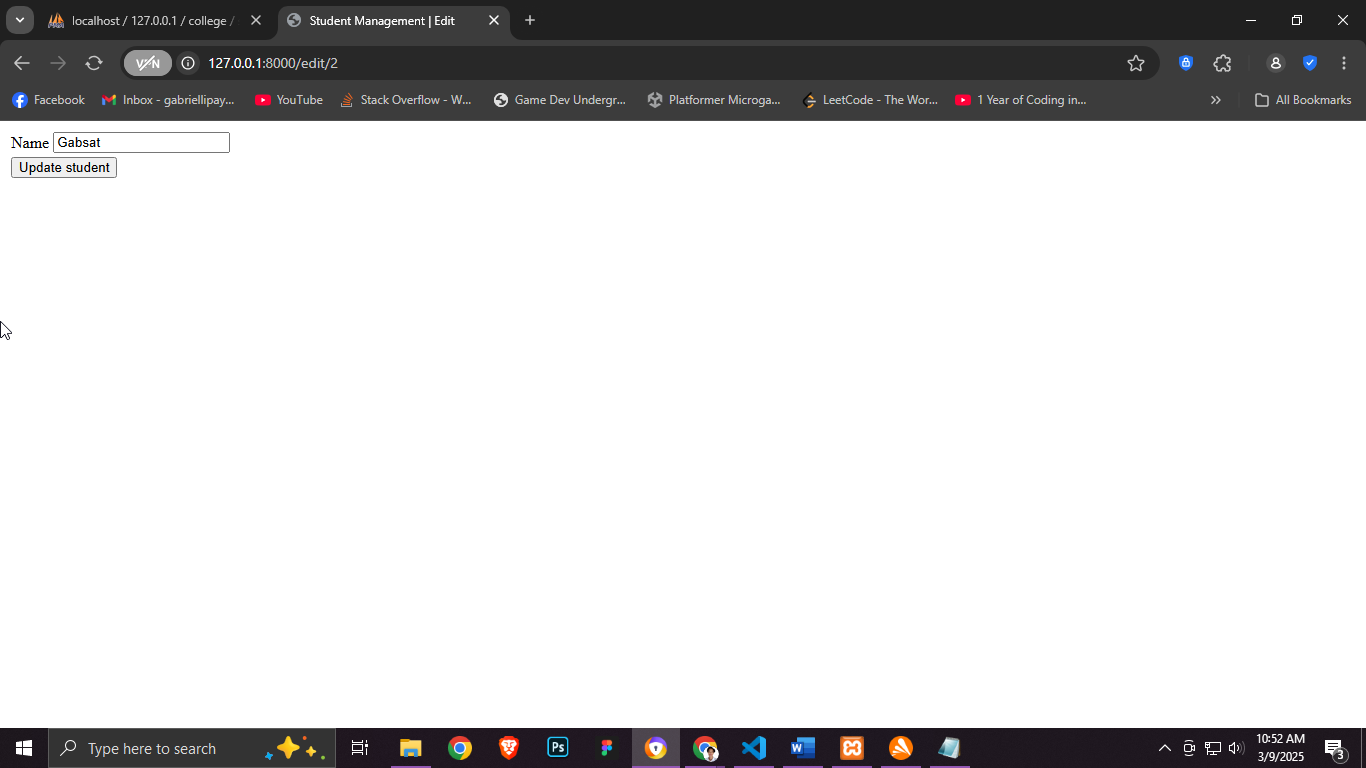 localhost / 127.0.0.1 / college /
Student Management | Edit
VPN
127.0.0.1:8000/edit/2
Facebook
Inbox - gabriellipay...
YouTube
Stack Overflow - W...
Game Dev Undergr...
Platformer Microga...
LeetCode - The Wor...
1 Year of Coding in...
All Bookmarks
Name Gabsat
Update student
Type here to search
Ps
10:52 AM
3/9/2025
3